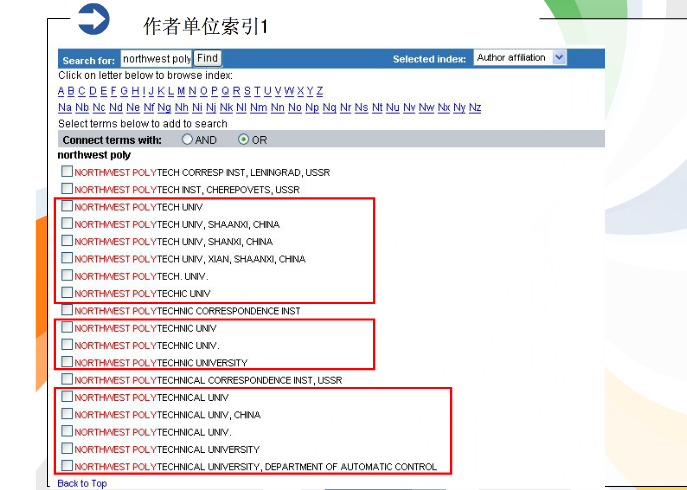 作者单位索引1
Search for: northwest poly Find Selected index: Author affiliation
Click on letter below to browse index:
A B C D E F G H I J K L M N O P Q R S T U V W X Y Z
Na Nb Nc Nd Ne Nf Ng Nh Ni Nj Nk Nl Nm Nn No Np Nq Nr Ns Nt Nu Nv Nw Nx Ny Nz
Select terms below to add to search
Connect terms with: AND OR
northwest poly
NORTHWEST POLYTECH CORRESP INST, LENINGRAD, USSR
NORTHWEST POLYTECH INST, CHEREPOVETS, USSR
NORTHWEST POLYTECH UNIV
NORTHWEST POLYTECH UNIV, SHAANXI, CHINA
NORTHWEST POLYTECH UNIV, SHANXI, CHINA
NORTHWEST POLYTECH UNIV, XIAN, SHAANXI, CHINA
NORTHWEST POLYTECH. UNIV.
NORTHWEST POLYTECHIC UNIV
NORTHWEST POLYTECHNIC CORRESPONDENCE INST
NORTHWEST POLYTECHNIC UNIV
NORTHWEST POLYTECHNIC UNIV.
NORTHWEST POLYTECHNIC UNIVERSITY
NORTHWEST POLYTECHNICAL CORRESPONDENCE INST, USSR
NORTHWEST POLYTECHNICAL UNIV
NORTHWEST POLYTECHNICAL UNIV, CHINA
NORTHWEST POLYTECHNICAL UNIV.
NORTHWEST POLYTECHNICAL UNIVERSITY
NORTHWEST POLYTECHNICAL UNIVERSITY, DEPARTMENT OF AUTOMATIC CONTROL
Back to Top